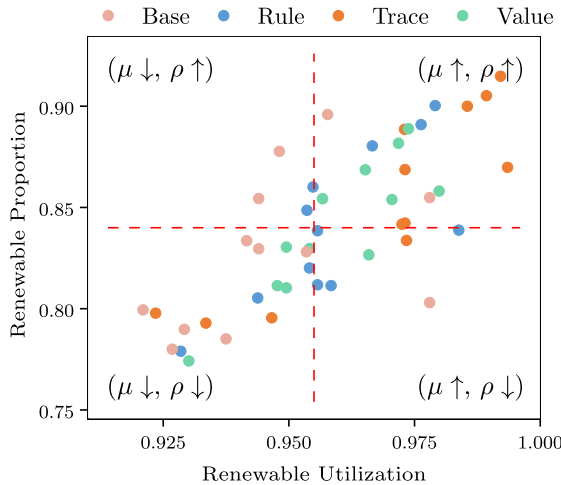 Base Rule Trace Value
(μ ↓, ρ ↑) (μ ↑, ρ ↑)
0.90
0.85
0.80
0.75
Renewable Proportion
(μ ↓, ρ ↓) (μ ↑, ρ ↓)
0.925 0.950 0.975 1.000
Renewable Utilization